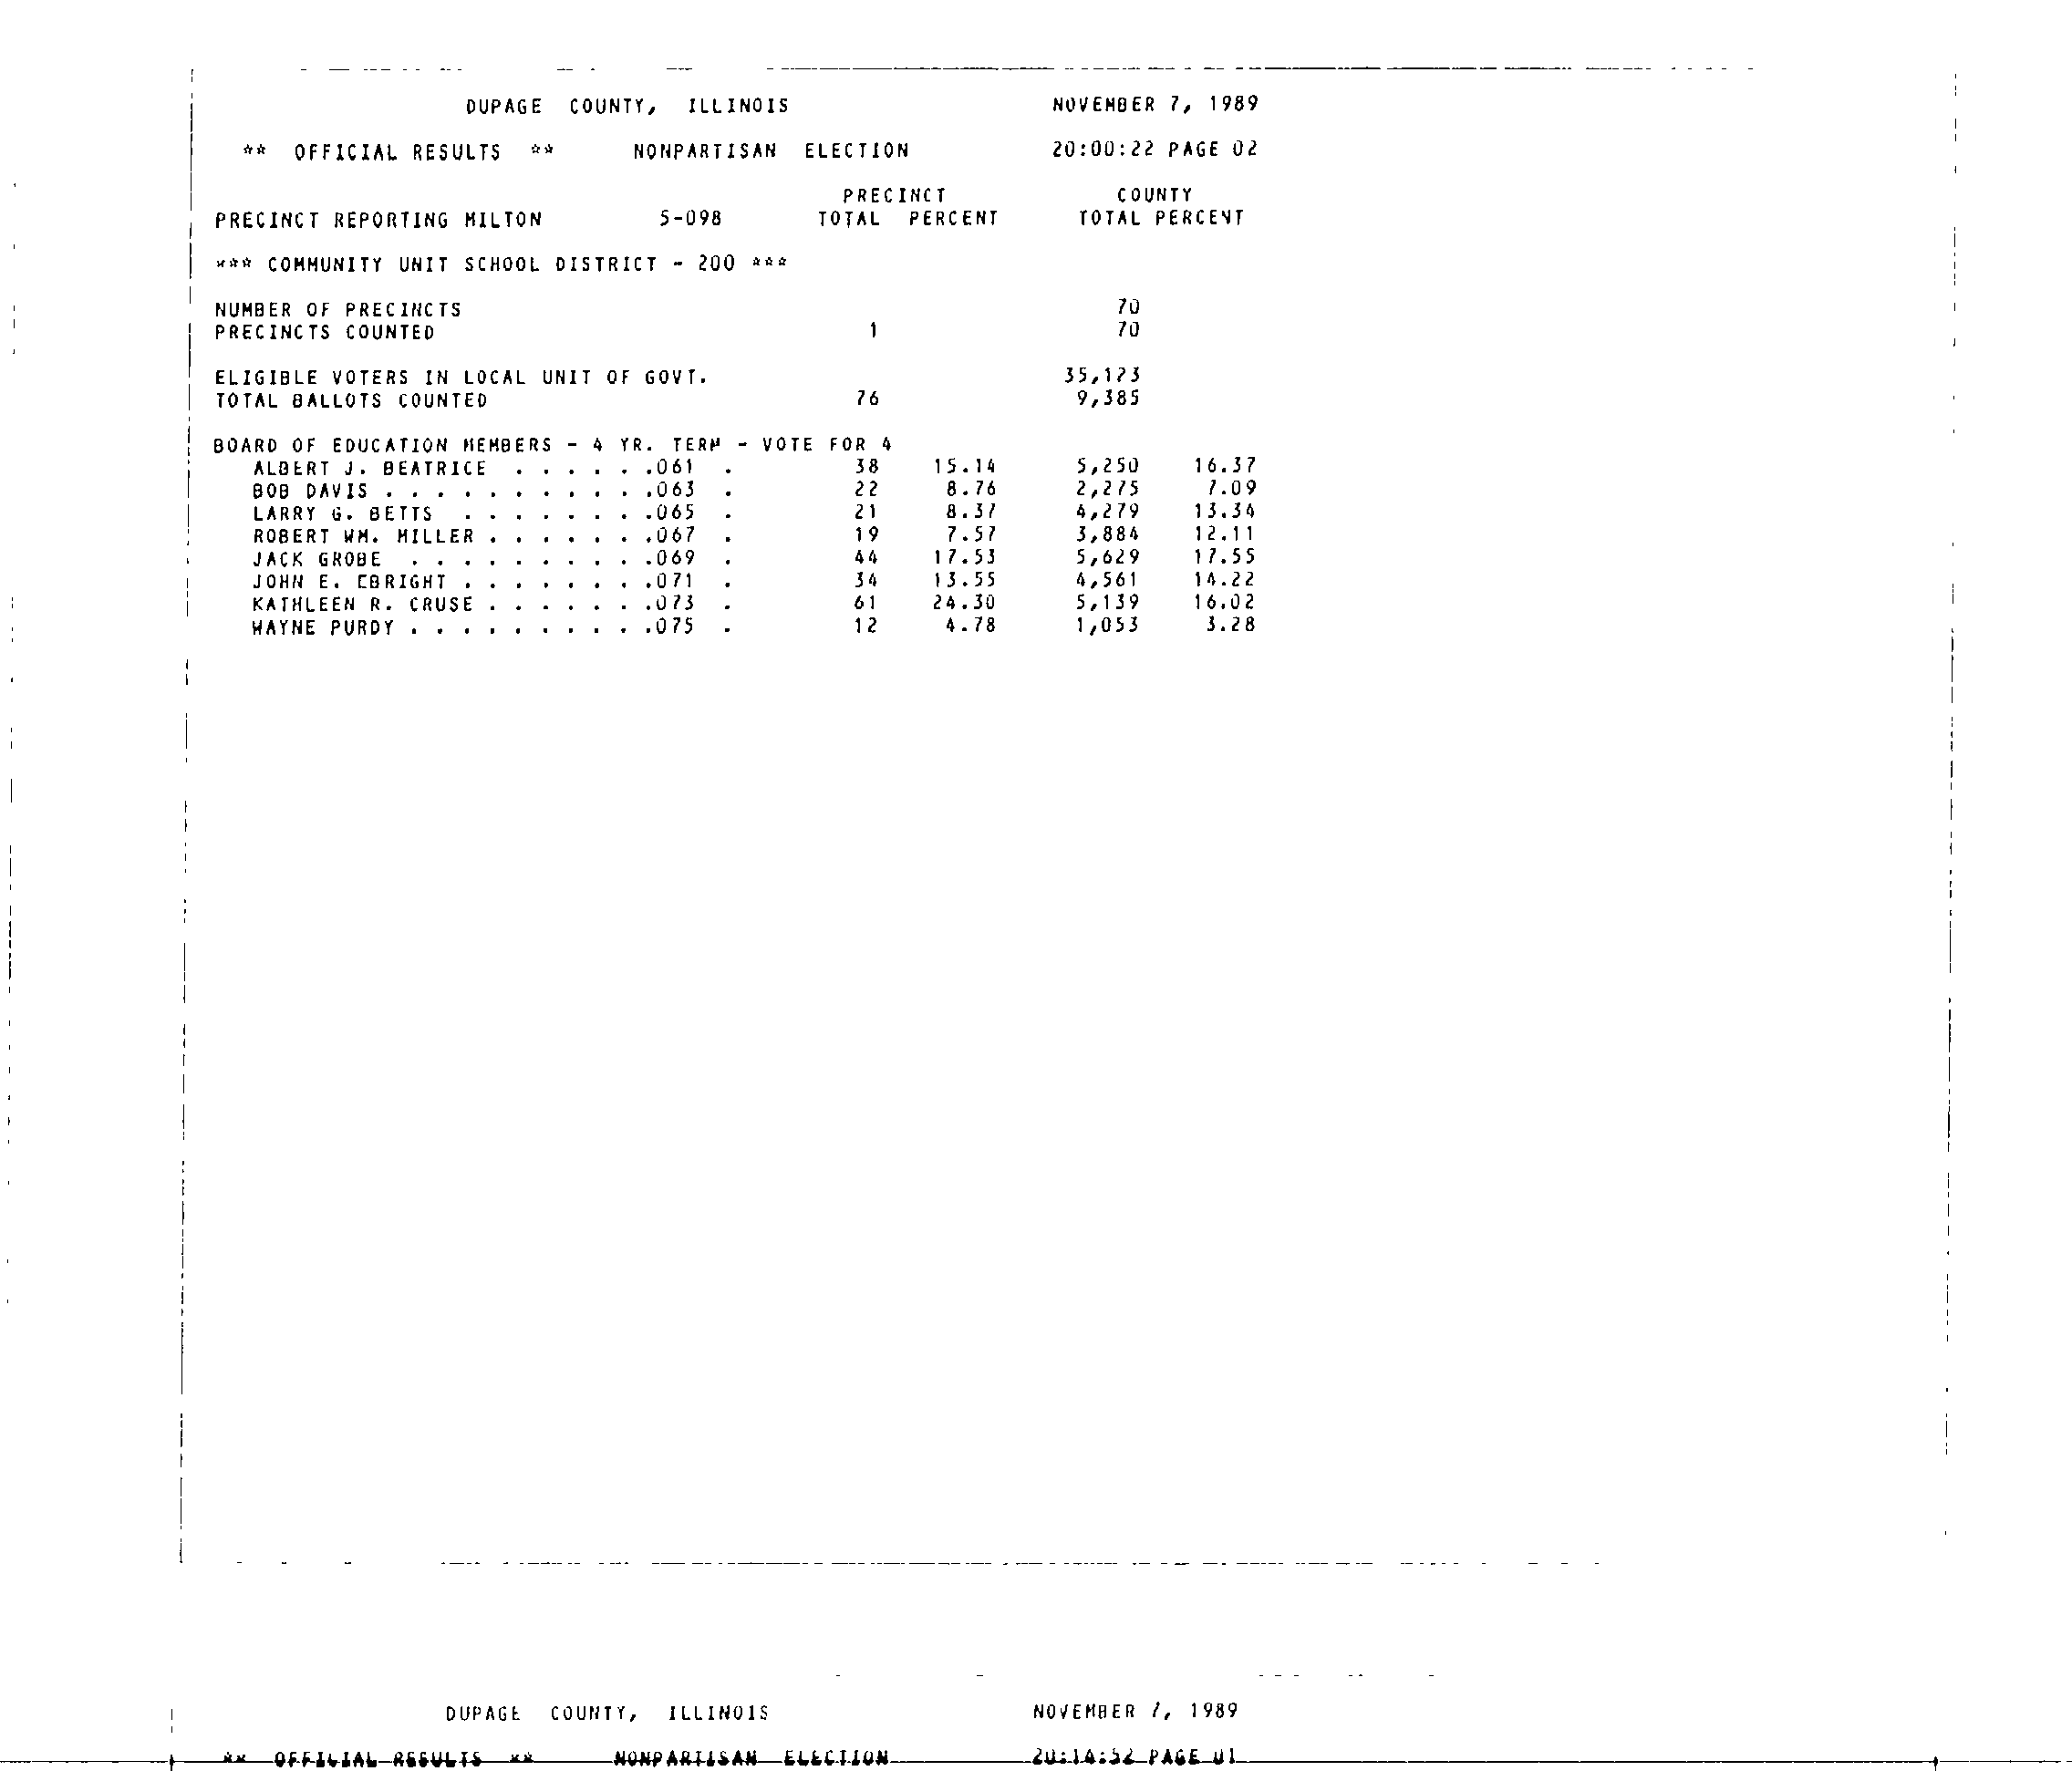 DUPAGE COUNTY, ILLINOIS NOVEMBER 7, 1989
** OFFICIAL RESULTS ** NONPARTISAN ELECTION 20:00:22 PAGE 02
PRECINCT COUNTY
PRECINCT REPORTING MILTON 5-098 TOTAL PERCENT TOTAL PERCENT
*** COMMUNITY UNIT SCHOOL DISTRICT - 200 ***
NUMBER OF PRECINCTS 70
PRECINCTS COUNTED 1 70
ELIGIBLE VOTERS IN LOCAL UNIT OF GOVT. 35,123
TOTAL BALLOTS COUNTED 76 9,385
BOARD OF EDUCATION MEMBERS - 4 YR. TERM - VOTE FOR 4
ALBERT J. BEATRICE . . . . . .061 . 38 15.14 5,250 16.37
BOB DAVIS . . . . . . . . . . .063 . 22 8.76 2,275 7.09
LARRY G. BETTS . . . . . . . .065 . 21 8.37 4,279 13.34
ROBERT WM. MILLER . . . . . . .067 . 19 7.57 3,884 12.11
JACK GROBE . . . . . . . . . .069 . 44 17.53 5,629 17.55
JOHN E. EBRIGHT . . . . . . . .071 . 34 13.55 4,561 14.22
KATHLEEN R. CRUSE . . . . . . .073 . 61 24.30 5,139 16.02
WAYNE PURDY . . . . . . . . . .075 . 12 4.78 1,053 3.28
DUPAGE COUNTY, ILLINOIS NOVEMBER 7, 1989
** OFFICIAL RESULTS ** NONPARTISAN ELECTION 20:14:52 PAGE 01